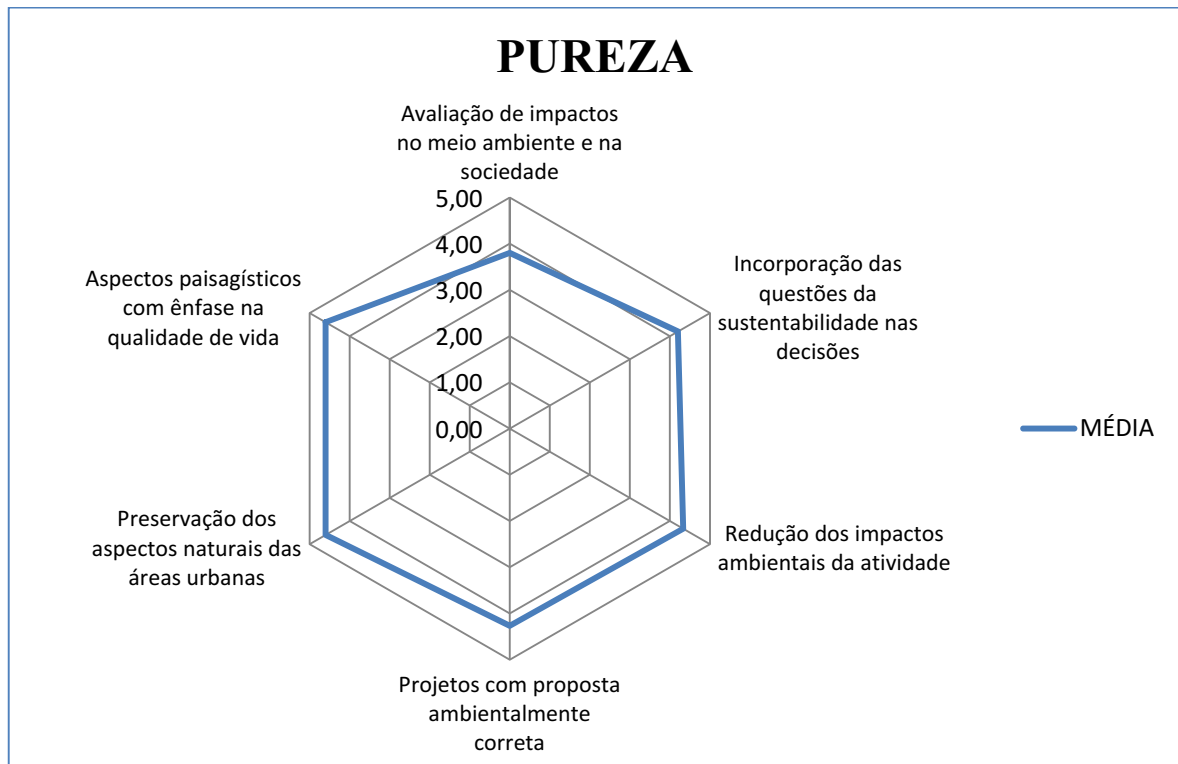 PUREZA
Avaliação de impactos
no meio ambiente e na
sociedade
5,00
4,00
3,00
2,00
1,00
0,00
Incorporação das
questões da
sustentabilidade nas
decisões
Redução dos impactos
ambientais da atividade
Projetos com proposta
ambientalmente
correta
Preservação dos
aspectos naturais das
áreas urbanas
Aspectos paisagísticos
com ênfase na
qualidade de vida
MÉDIA